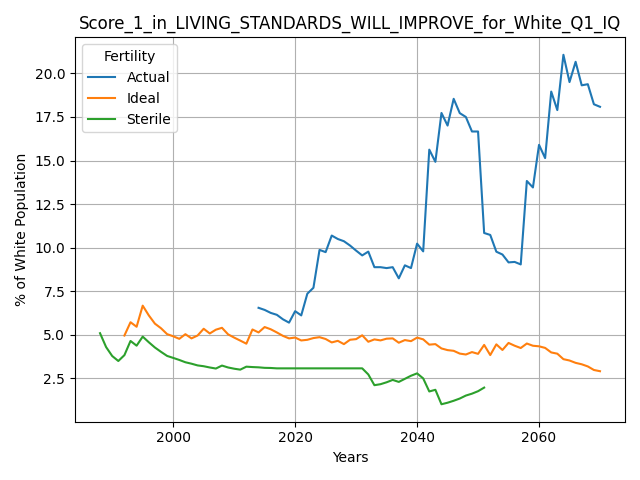 Score_1_in_LIVING_STANDARDS_WILL_IMPROVE_for_White_Q1_IQ
Fertility
Actual
Ideal
Sterile
20.0
17.5
15.0
12.5
10.0
7.5
5.0
2.5
% of White Population
2000
2020
2040
2060
Years